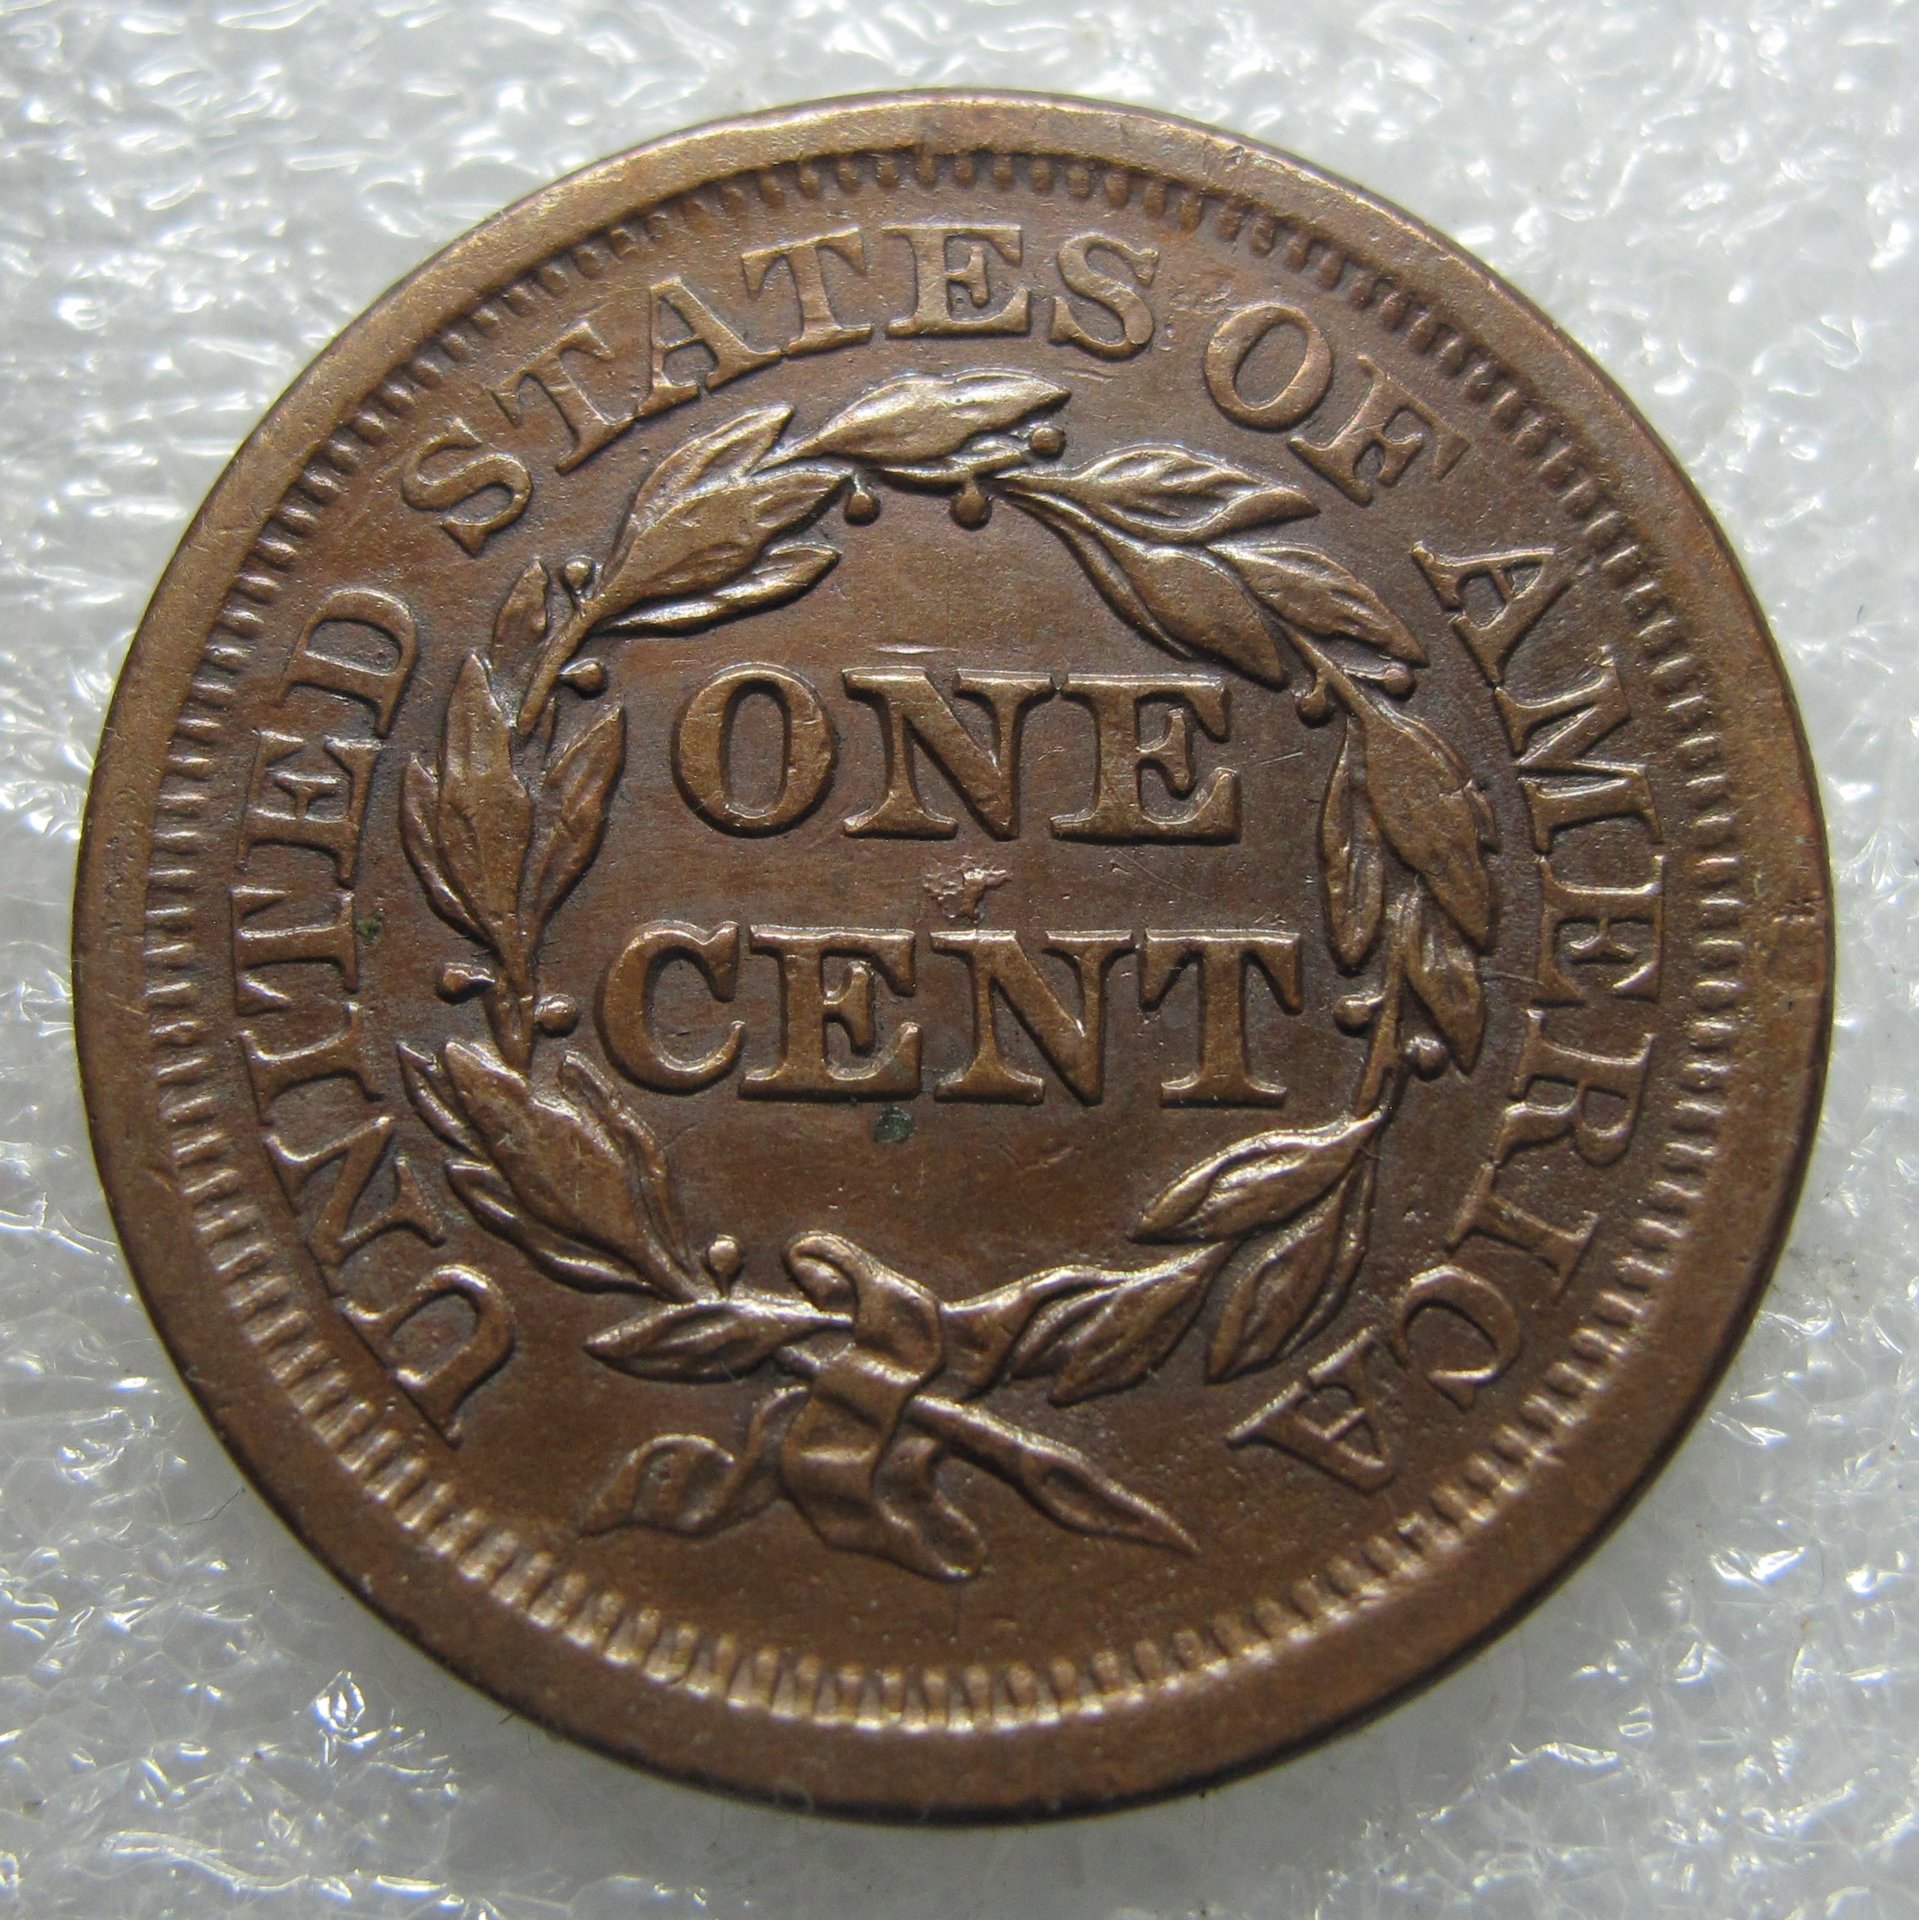 UNITED STATES OF AMERICA
ONE
CENT